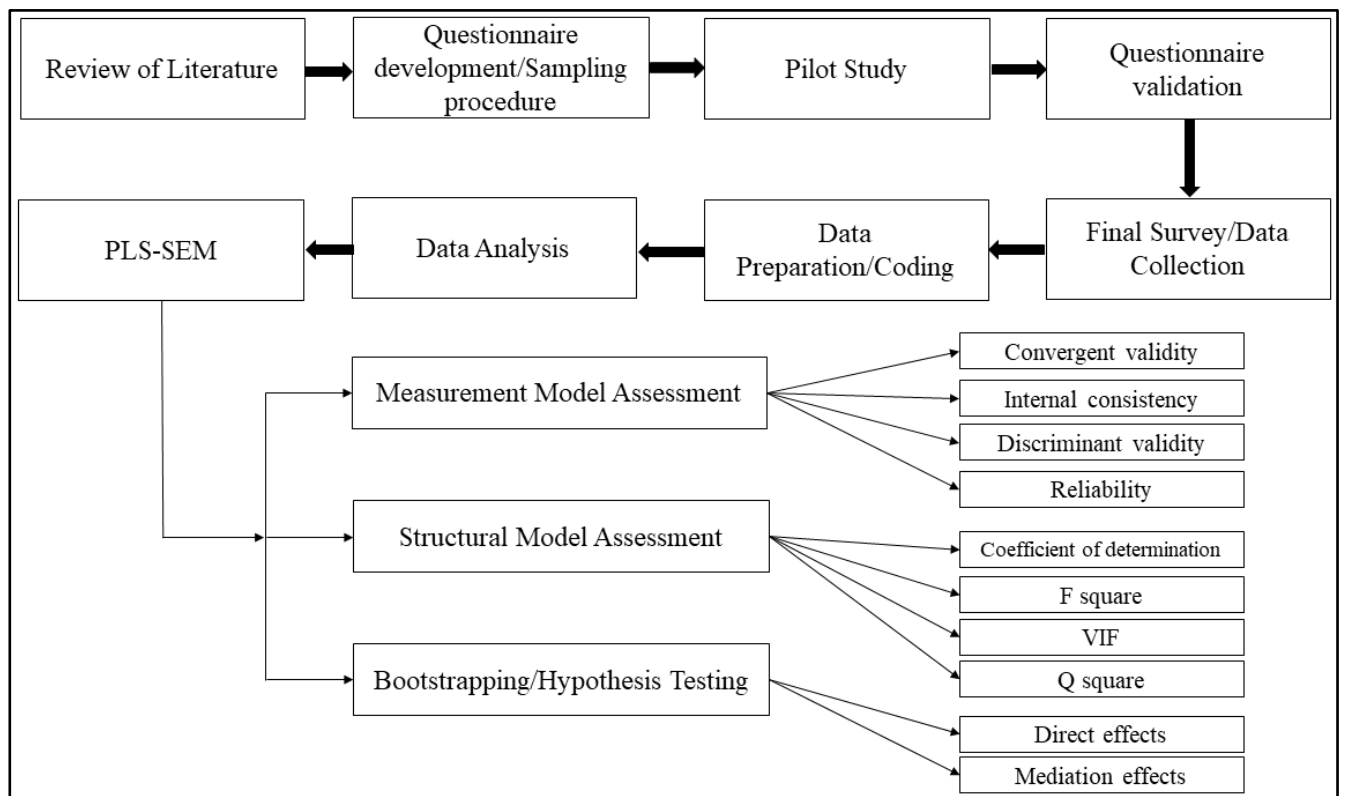 Review of Literature
Questionnaire
development/Sampling
procedure
Pilot Study
Questionnaire
validation
PLS-SEM
Data Analysis
Data
Preparation/Coding
Final Survey/Data
Collection
Measurement Model Assessment
Convergent validity
Internal consistency
Discriminant validity
Reliability
Structural Model Assessment
Coefficient of determination
F square
VIF
Q square
Bootstrapping/Hypothesis Testing
Direct effects
Mediation effects